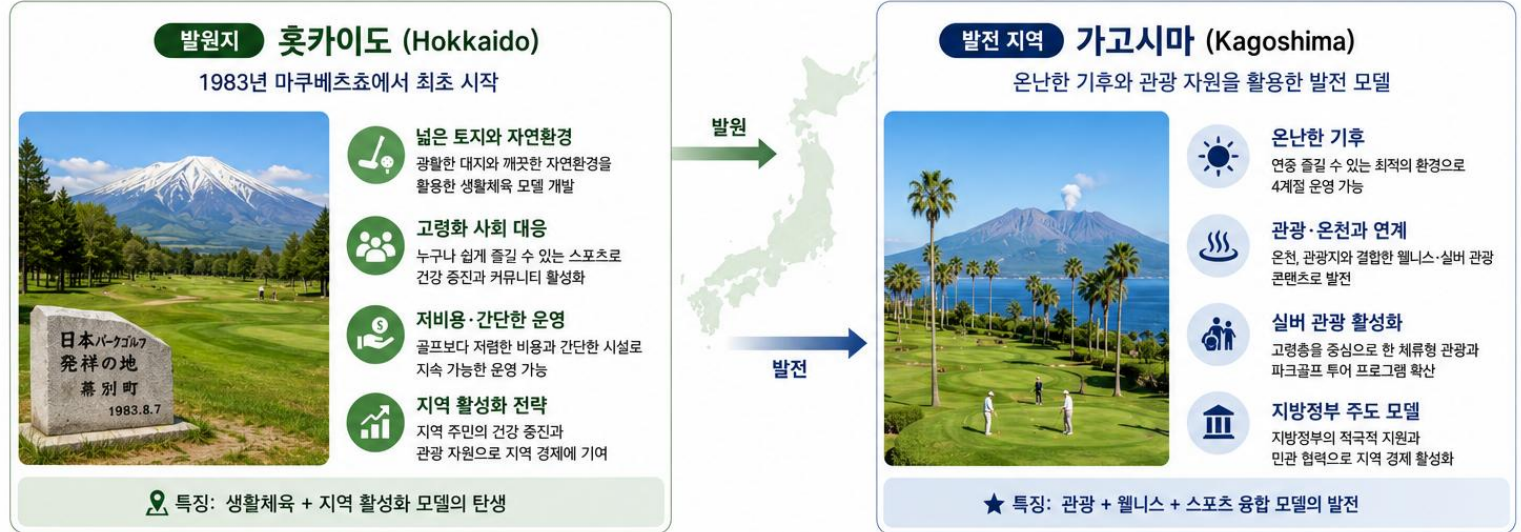 발원지
홋카이도 (Hokkaido)
1983년 마쿠베츠쵸에서 최초 시작
日本パークゴルフ
発祥の地
幕別町
1983.8.7
넓은 토지와 자연환경
광활한 대지와 깨끗한 자연환경을
활용한 생활체육 모델 개발
고령화 사회 대응
누구나 쉽게 즐길 수 있는 스포츠로
건강 증진과 커뮤니티 활성화
저비용·간단한 운영
골프보다 저렴한 비용과 간단한 시설로
지속 가능한 운영 가능
지역 활성화 전략
지역 주민의 건강 증진과
관광 자원으로 지역 경제에 기여
특징: 생활체육 + 지역 활성화 모델의 탄생
발원
발전
발전 지역
가고시마 (Kagoshima)
온난한 기후와 관광 자원을 활용한 발전 모델
온난한 기후
연중 즐길 수 있는 최적의 환경으로
4계절 운영 가능
관광·온천과 연계
온천, 관광지와 결합한 웰니스·실버 관광
콘텐츠로 발전
실버 관광 활성화
고령층을 중심으로 한 체류형 관광과
파크골프 투어 프로그램 확산
지방정부 주도 모델
지방정부의 적극적 지원과
민관 협력으로 지역 경제 활성화
특징: 관광 + 웰니스 + 스포츠 융합 모델의 발전